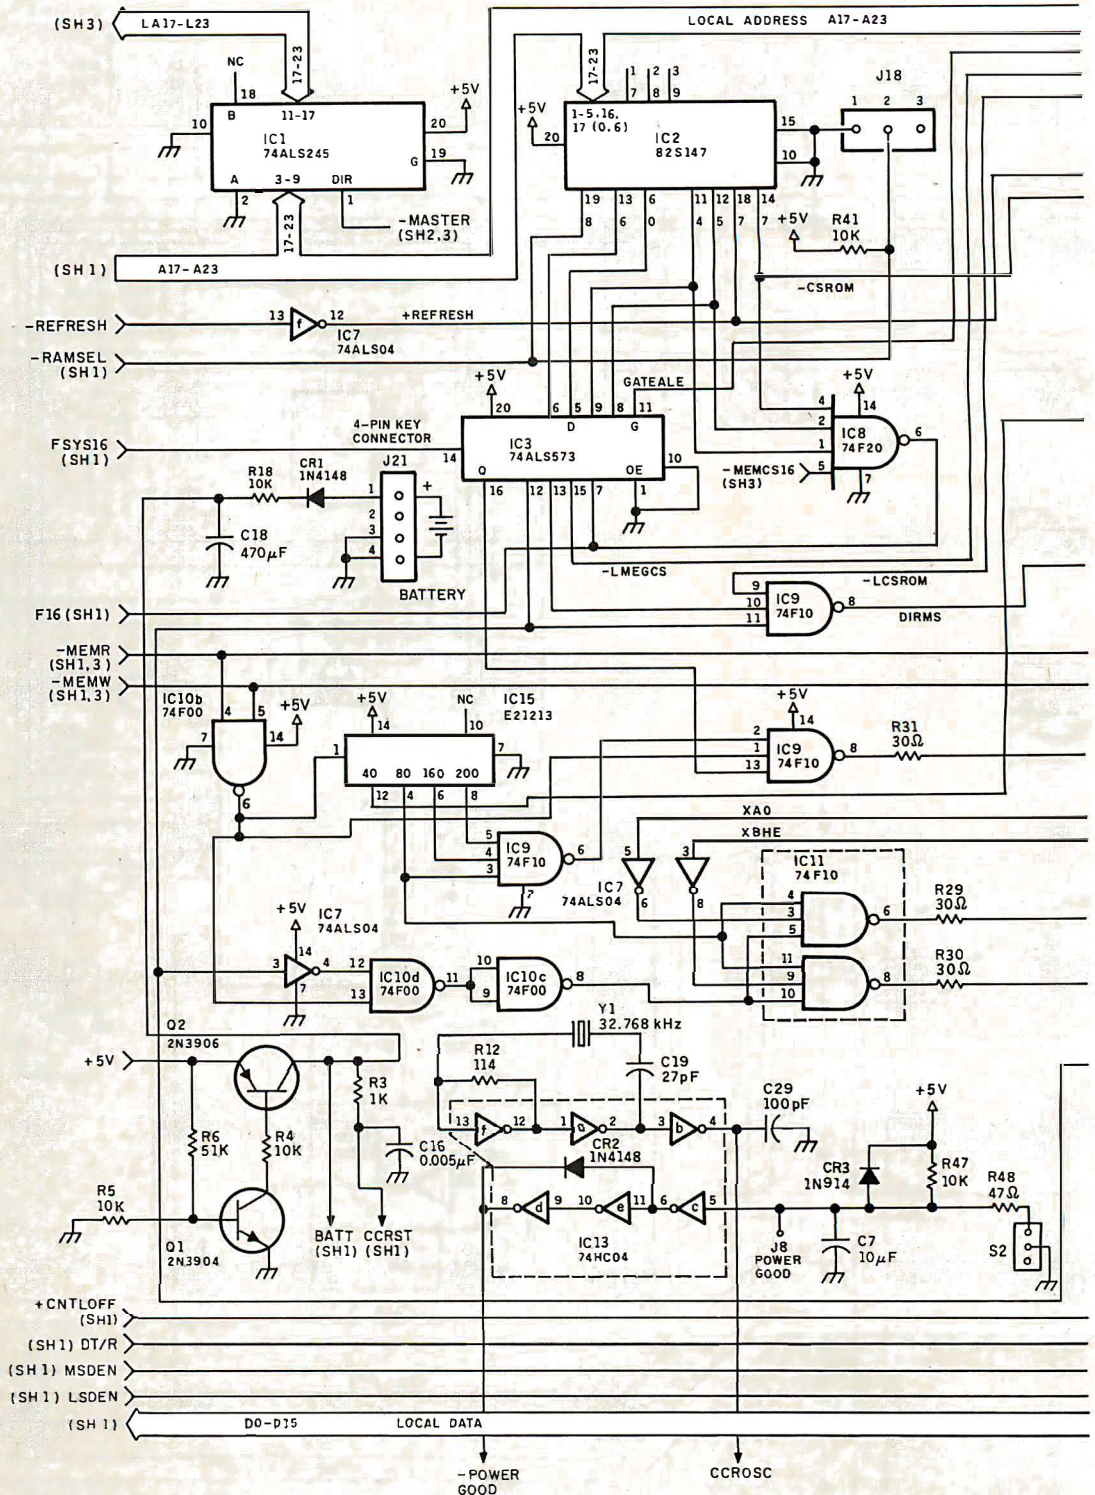 (SH3) LA17-L23
LOCAL ADDRESS A17-A23
17-23
17-23
NC
18
B 11-17
10
IC1
74ALS245
+5V
20
19
G
A 3-9 DIR
2
1
17-23
-MASTER
(SH2,3)
(SH1) A17-A23
1 2 3
7 8 9
+5V
20
1-5,16,
17 (0.6)
IC2
82S147
15
10
J18
1 2 3
19 13 6 11 12 18 14
8 6 0 4 5 7 7
+5V
R41
10K
-CSROM
-REFRESH
13 f 12
+REFRESH
IC7
74ALS04
-RAMSEL
(SH1)
+5V
GATEALE
20 6 5 9 8 11
D G
IC3
74ALS573
10
Q OE
14
16 12 13 15 7 1
FSYS16
(SH1)
4-PIN KEY
CONNECTOR
J21
R18
10K
CR1
1N4148
1
2
3
4
+
C18
470µF
BATTERY
+5V
4
14
2
IC8
74F20
6
1
5
7
-MEMCS16
(SH3)
-LMEGCS
-LCSROM
F16 (SH1)
9
10
11
IC9
74F10
8
DIRMS
-MEMR
(SH1,3)
-MEMW
(SH1,3)
IC10b
74F00
4 5
+5V
7
14
6
+5V
14
NC
10
IC15
E21213
1
7
40 80 160 200
12 4 6 8
+5V
14
2
1
13
IC9
74F10
8
R31
30Ω
5
4
3
IC9
74F10
6
7
XA0
XBHE
5
3
IC7
74ALS04
6
8
IC11
74F10
4
3
5
6
R29
30Ω
11
9
10
8
R30
30Ω
+5V
IC7
74ALS04
14
3
4
7
12
13
IC10d
74F00
11
10
9
IC10c
74F00
8
Y1
32.768 kHz
Q2
2N3906
+5V
R3
1K
R6
51K
R4
10K
C16
0.005µF
R5
10K
Q1
2N3904
BATT
(SH1)
CCRST
(SH1)
R12
114
C19
27pF
13 f 12
1 a 2
3 b 4
C29
100pF
CR2
1N4148
8 d 9
10 e 11
6 c 5
IC13
74HC04
+5V
CR3
1N914
R47
10K
R48
47Ω
J8
POWER
GOOD
C7
10µF
S2
+CNTLOFF
(SH1)
(SH1) DT/R
(SH1) MSDEN
(SH1) LSDEN
(SH1) D0-D15 LOCAL DATA
-POWER
GOOD
CCROSC